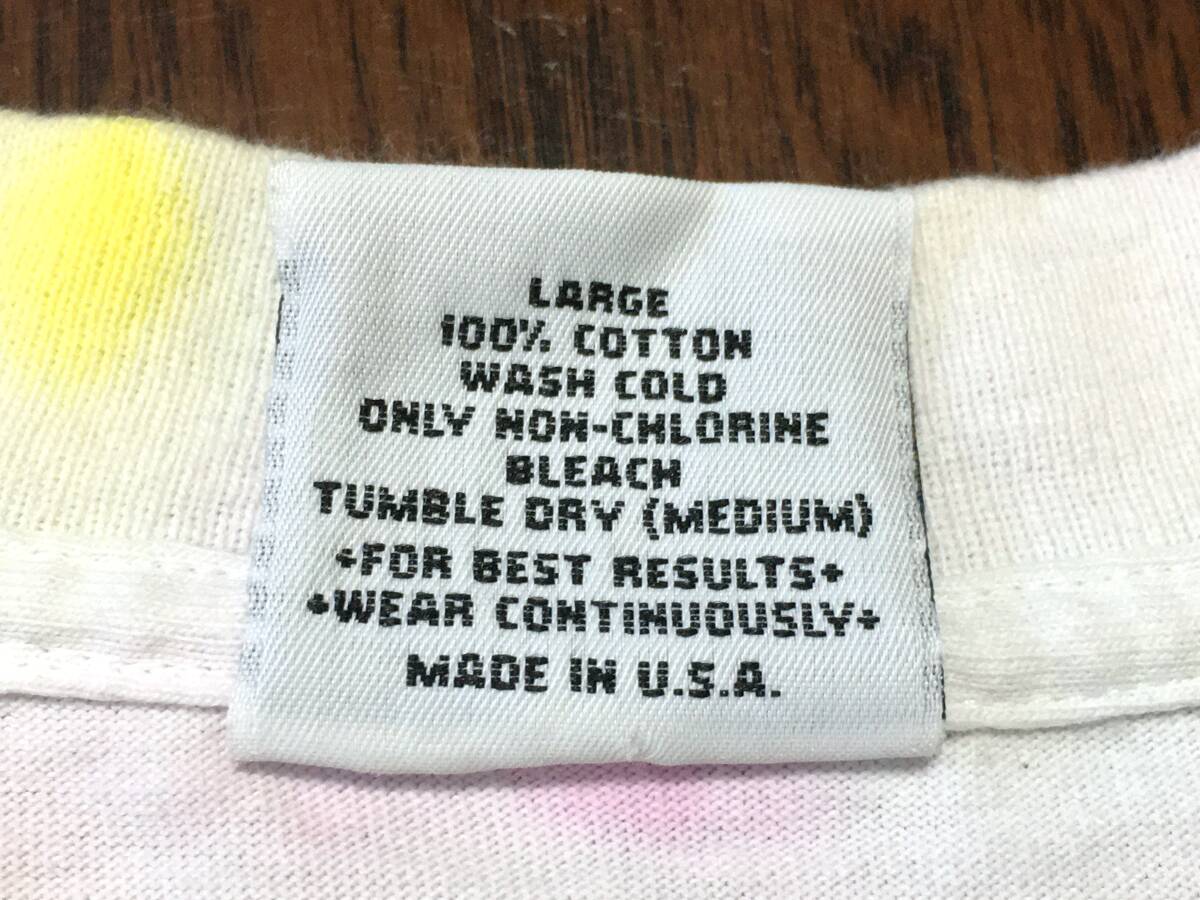 LARGE
100% COTTON
WASH COLD
ONLY NON-CHLORINE
BLEACH
TUMBLE DRY (MEDIUM)
+FOR BEST RESULTS+
+WEAR CONTINUOUSLY+
MADE IN U.S.A.